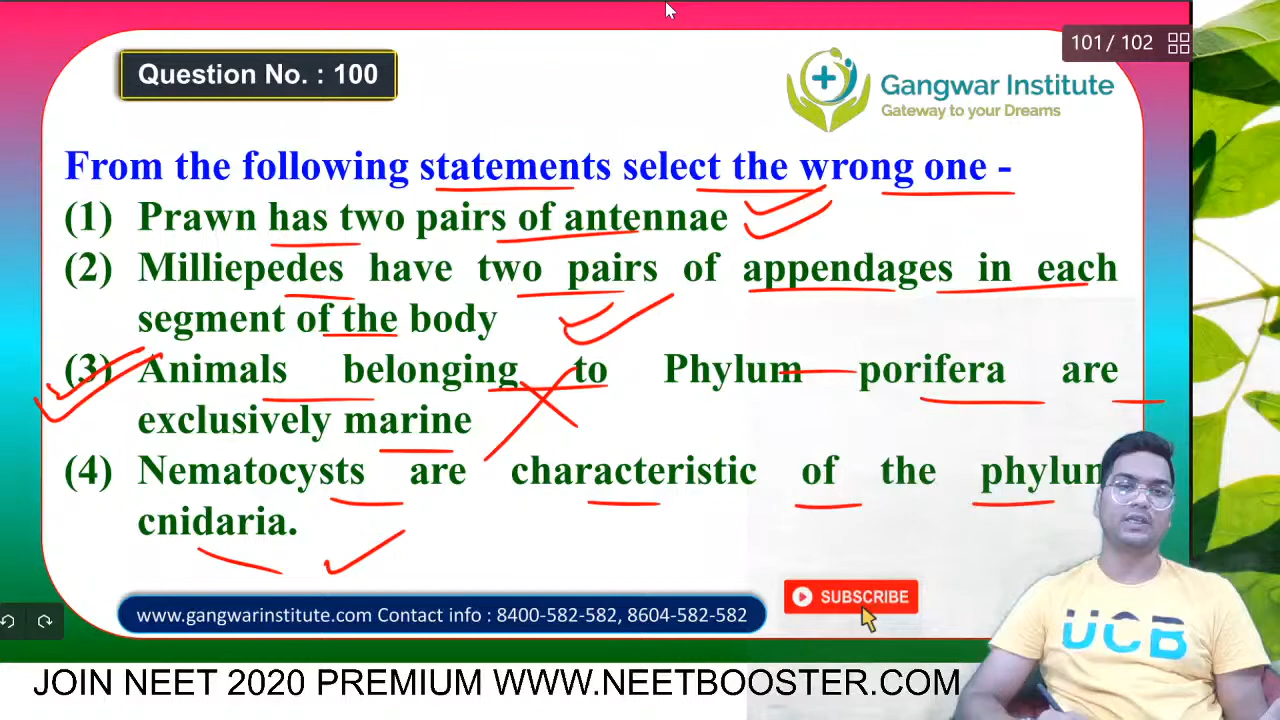 101 / 102
Question No. : 100
Gangwar Institute
Gateway to your Dreams
From the following statements select the wrong one -
(1) Prawn has two pairs of antennae
(2) Milliepedes have two pairs of appendages in each
segment of the body
(3) Animals belonging to Phylum porifera are
exclusively marine
(4) Nematocysts are characteristic of the phylum
cnidaria.
SUBSCRIBE
www.gangwarinstitute.com Contact info : 8400-582-582, 8604-582-582
UCB
JOIN NEET 2020 PREMIUM WWW.NEETBOOSTER.COM